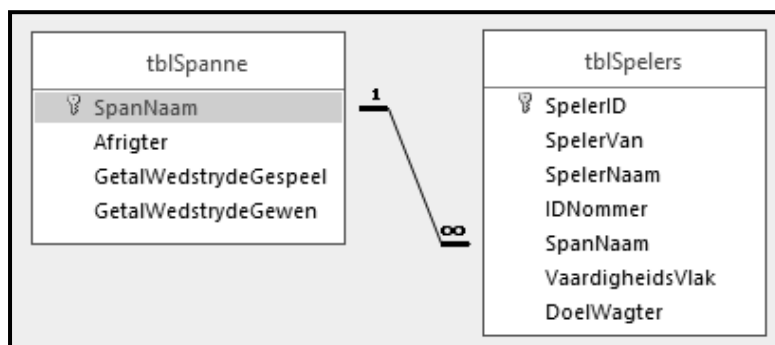 tblSpanne
SpanNaam
Afrigter
GetalWedstrydeGespeel
GetalWedstrydeGewen
1
∞
tblSpelers
SpelerID
SpelerVan
SpelerNaam
IDNommer
SpanNaam
VaardigheidsVlak
DoelWagter